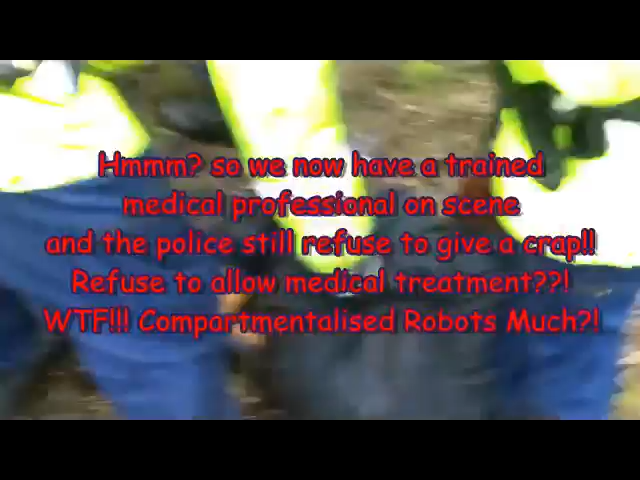 Hmmm? so we now have a trained
medical professional on scene
and the police still refuse to give a crap!!
Refuse to allow medical treatment??!
WTF!!! Compartmentalised Robots Much?!